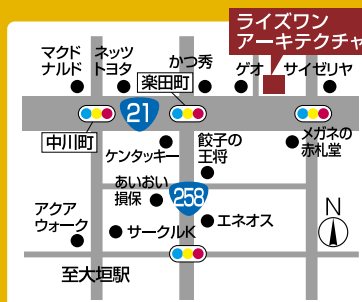 ライズワン
アーキテクチャ
マクド
ナルド
ネッツ
トヨタ
かつ秀
楽田町
ゲオ
サイゼリヤ
21
中川町
ケンタッキー
餃子の
王将
メガネの
赤札堂
あいおい
損保
258
アクア
ウォーク
サークルK
エネオス
N
至大垣駅